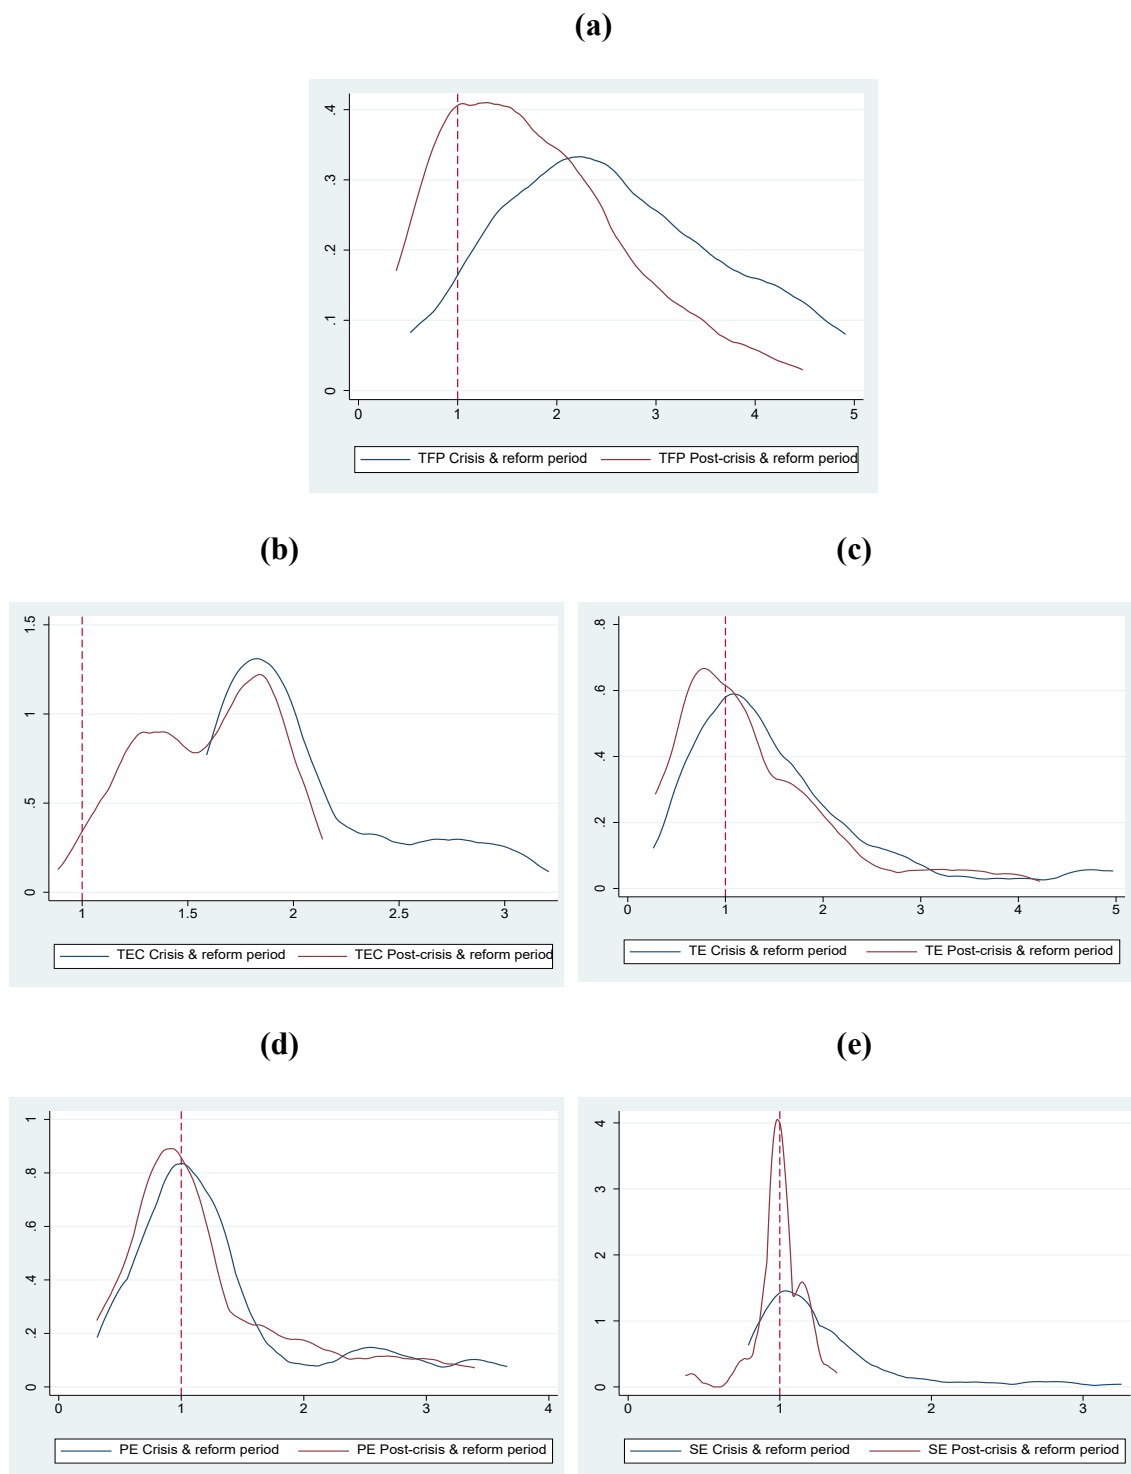 (a)
.4
.3
.2
.1
0
0 1 2 3 4 5
TFP Crisis & reform period TFP Post-crisis & reform period
(b) (c)
1.5
1
.5
0
1 1.5 2 2.5 3
TEC Crisis & reform period TEC Post-crisis & reform period
.8
.6
.4
.2
0
0 1 2 3 4 5
TE Crisis & reform period TE Post-crisis & reform period
(d) (e)
1
.8
.6
.4
.2
0
0 1 2 3 4
PE Crisis & reform period PE Post-crisis & reform period
4
3
2
1
0
0 1 2 3
SE Crisis & reform period SE Post-crisis & reform period